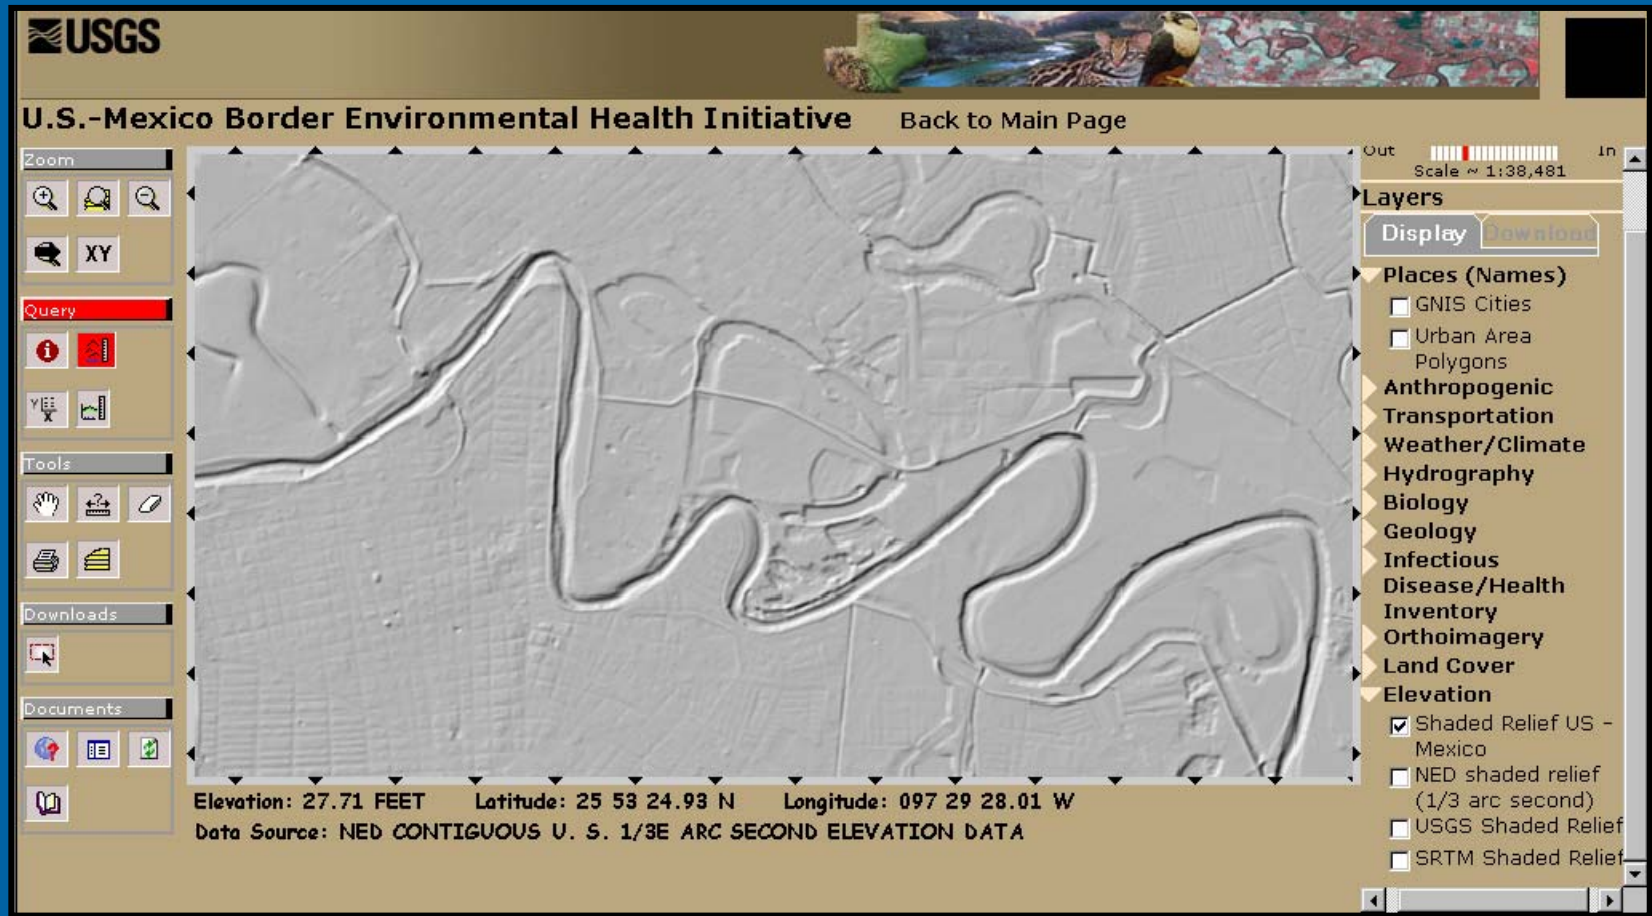 USGS
U.S.-Mexico Border Environmental Health Initiative Back to Main Page
Zoom
XY
Query
Y
X
Tools
Downloads
Documents
Elevation: 27.71 FEET Latitude: 25 53 24.93 N Longitude: 097 29 28.01 W
Data Source: NED CONTIGUOUS U. S. 1/3E ARC SECOND ELEVATION DATA
Out In
Scale ~ 1:38,481
Layers
Display Download
Places (Names)
GNIS Cities
Urban Area
Polygons
Anthropogenic
Transportation
Weather/Climate
Hydrography
Biology
Geology
Infectious
Disease/Health
Inventory
Orthoimagery
Land Cover
Elevation
Shaded Relief US -
Mexico
NED shaded relief
(1/3 arc second)
USGS Shaded Relief
SRTM Shaded Relief